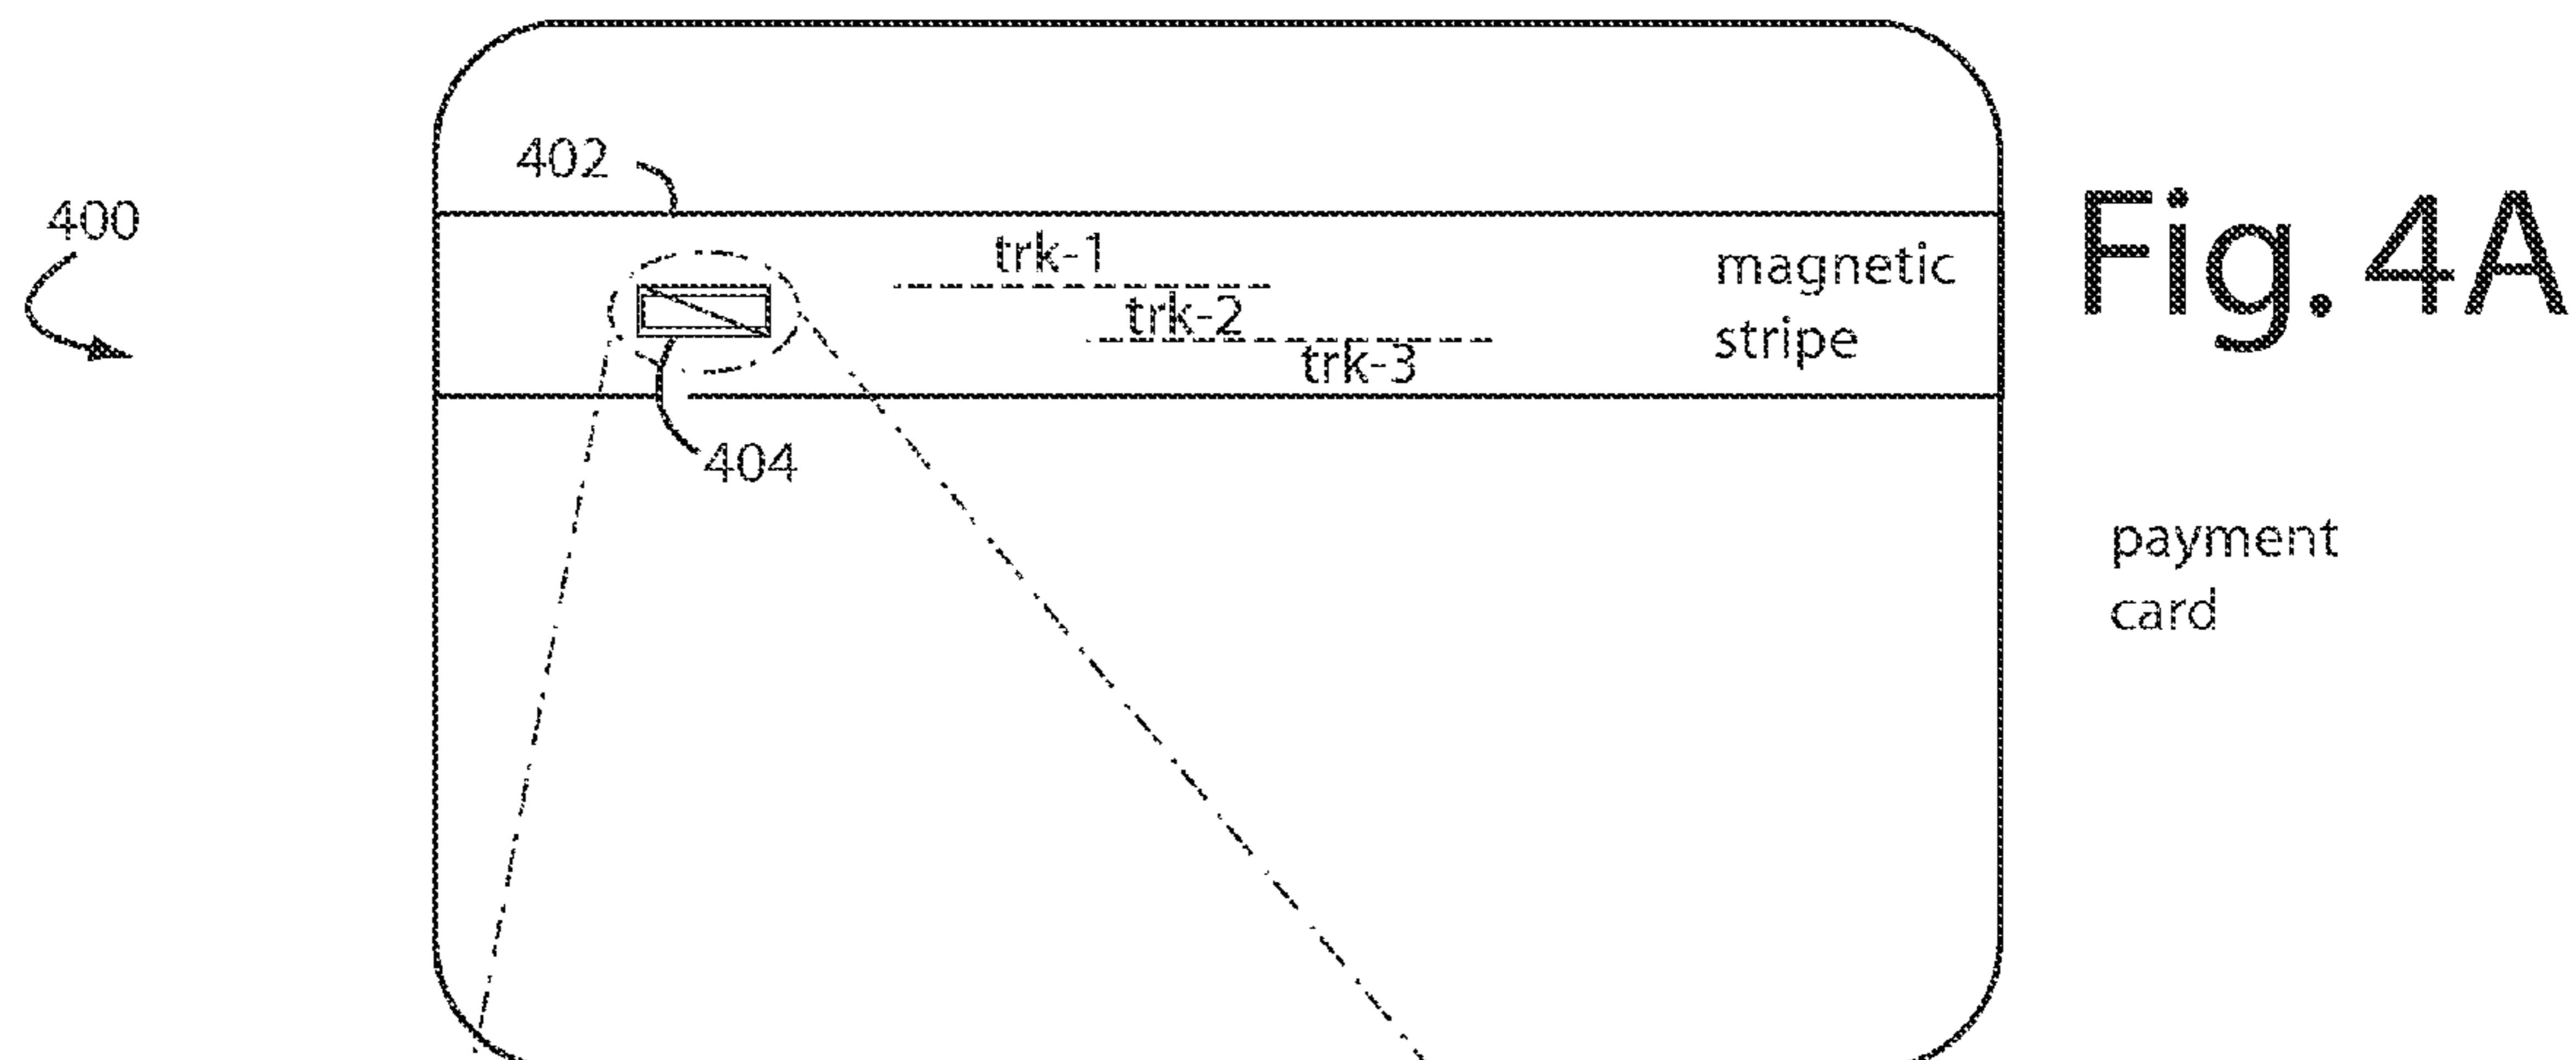 402
400
Fig. 4A
trk-1
magnetic
trk-2
stripe
trk-3
404
payment
card